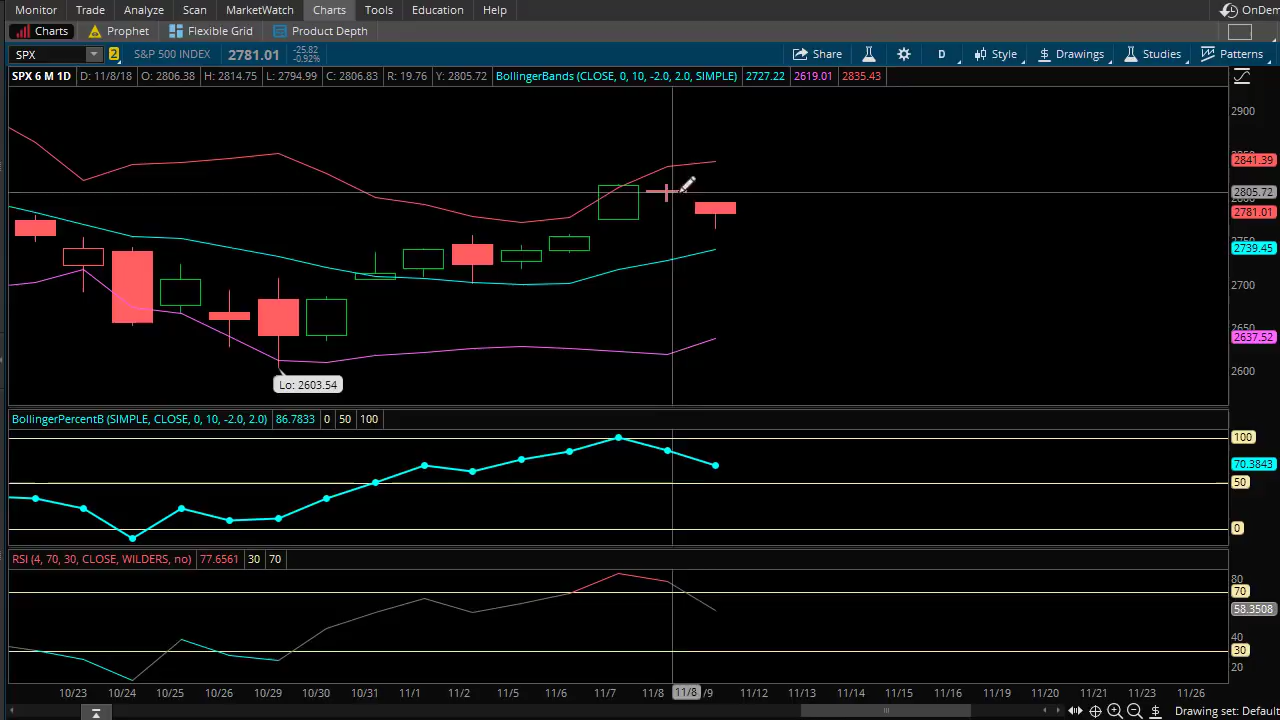 Monitor Trade Analyze Scan MarketWatch Charts Tools Education Help OnDem
Charts Prophet Flexible Grid Product Depth
SPX 2 S&P 500 INDEX 2781.01 -25.82 -0.92% Share D Style Drawings Studies Patterns
SPX 6 M 1D D: 11/8/18 O: 2806.38 H: 2814.75 L: 2794.99 C: 2806.83 R: 19.76 Y: 2805.72 BollingerBands (CLOSE, 0, 10, -2.0, 2.0, SIMPLE) 2727.22 2619.01 2835.43
2900
2841.39
2805.72
2781.01
2739.45
2700
2637.52
2600
Lo: 2603.54
BollingerPercentB (SIMPLE, CLOSE, 0, 10, -2.0, 2.0) 86.7833 0 50 100
100
70.3843
50
0
RSI (4, 70, 30, CLOSE, WILDERS, no) 77.6561 30 70
80
70
58.3508
40
30
20
10/23 10/24 10/25 10/26 10/29 10/30 10/31 11/1 11/2 11/5 11/6 11/7 11/8 11/8 /9 11/12 11/13 11/14 11/15 11/16 11/19 11/20 11/21 11/23 11/26
Drawing set: Default